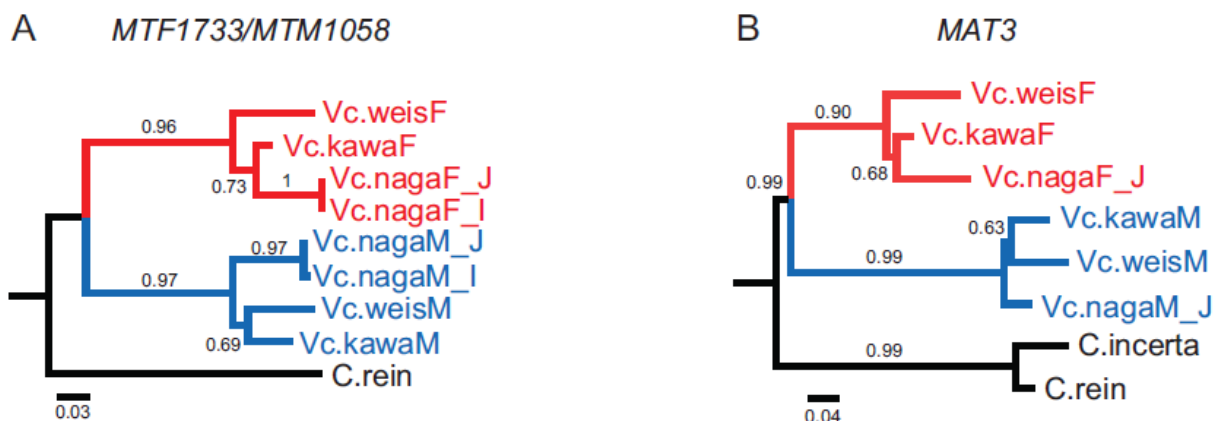 A MTF1733/MTM1058
0.96
Vc.weisF
Vc.kawaF
0.73
1
Vc.nagaF_J
Vc.nagaF_I
0.97
Vc.nagaM_J
0.97
Vc.nagaM_I
Vc.weisM
0.69
Vc.kawaM
C.rein
0.03
B MAT3
0.90
Vc.weisF
Vc.kawaF
0.68
Vc.nagaF_J
0.99
0.63
Vc.kawaM
0.99
Vc.weisM
Vc.nagaM_J
0.99
C.incerta
C.rein
0.04